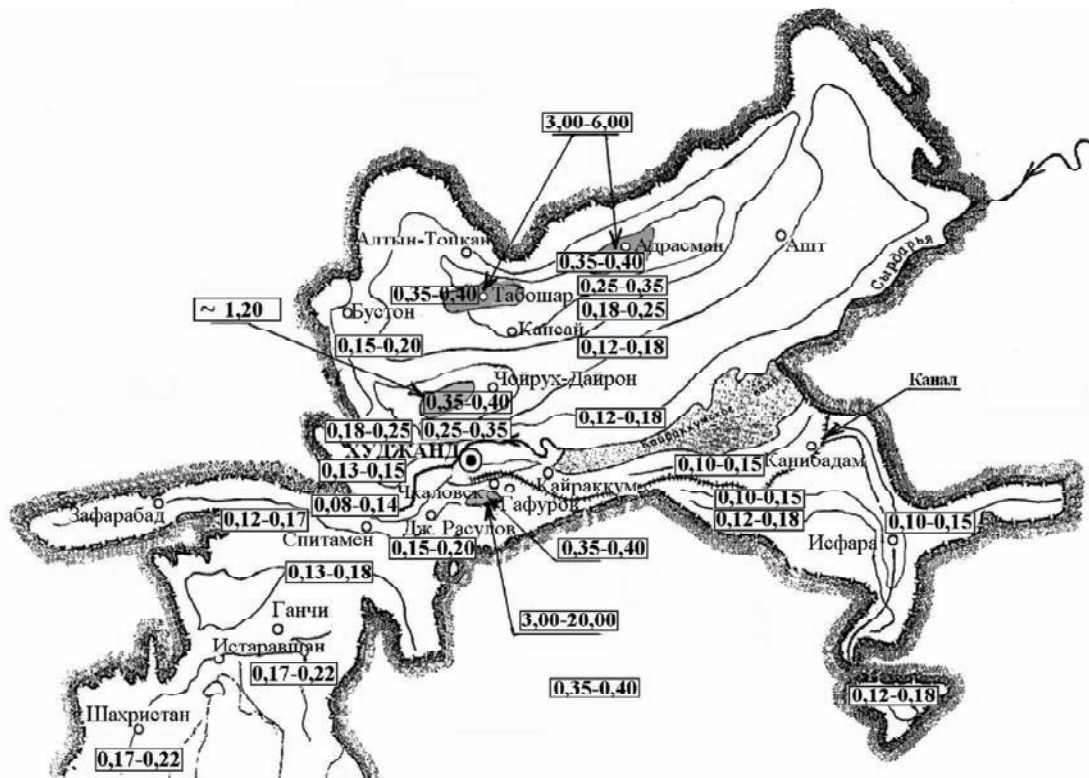 3,00-6,00
Алтын-Топкан
Адрасман
Ашт
Сырдарья
0,35-0,40
0,25-0,35
0,35-0,40
Табошар
0,18-0,25
~ 1,20
Бустон
Кансай
0,15-0,20
0,12-0,18
Чойрух-Дайрон
Канал
0,35-0,40
0,12-0,18
0,18-0,25
0,25-0,35
Кайраккумское
ХУДЖАНД
Канибадам
0,13-0,15
0,10-0,15
Кайраккум
Чкаловск
Гафуров
0,08-0,14
0,10-0,15
Зафарабад
0,12-0,17
0,12-0,18
0,10-0,15
Спитамен
Дж. Расулов
Исфара
0,15-0,20
0,35-0,40
0,13-0,18
Ганчи
3,00-20,00
Истаравшан
0,17-0,22
0,35-0,40
0,12-0,18
Шахристан
0,17-0,22